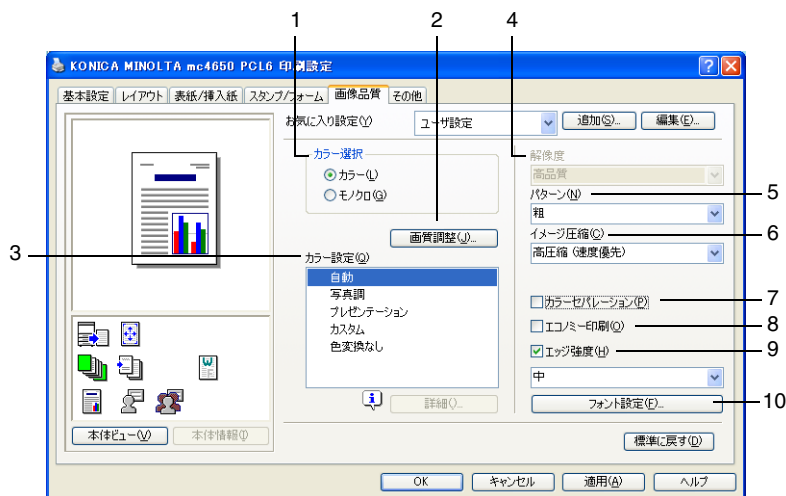 1
2
4
KONICA MINOLTA mc4650 PCL6 印刷設定
基本設定 レイアウト 表紙/挿入紙 スタンプ/フォーム 画像品質 その他
お気に入り設定(Y) ユーザ設定 追加(S)... 編集(E)...
カラー選択
カラー(L)
モノクロ(G)
画質調整(J)...
3
カラー設定(Q)
自動
写真調
プレゼンテーション
カスタム
色変換なし
詳細()...
解像度
高品質
パターン(N)
5
粗
イメージ圧縮(C)
6
高圧縮 (速度優先)
カラーセパレーション(P)
7
エコノミー印刷(O)
8
エッジ強度(H)
9
中
フォント設定(F)...
10
W
本体ビュー(V) 本体情報(I)
標準に戻す(D)
OK キャンセル 適用(A) ヘルプ